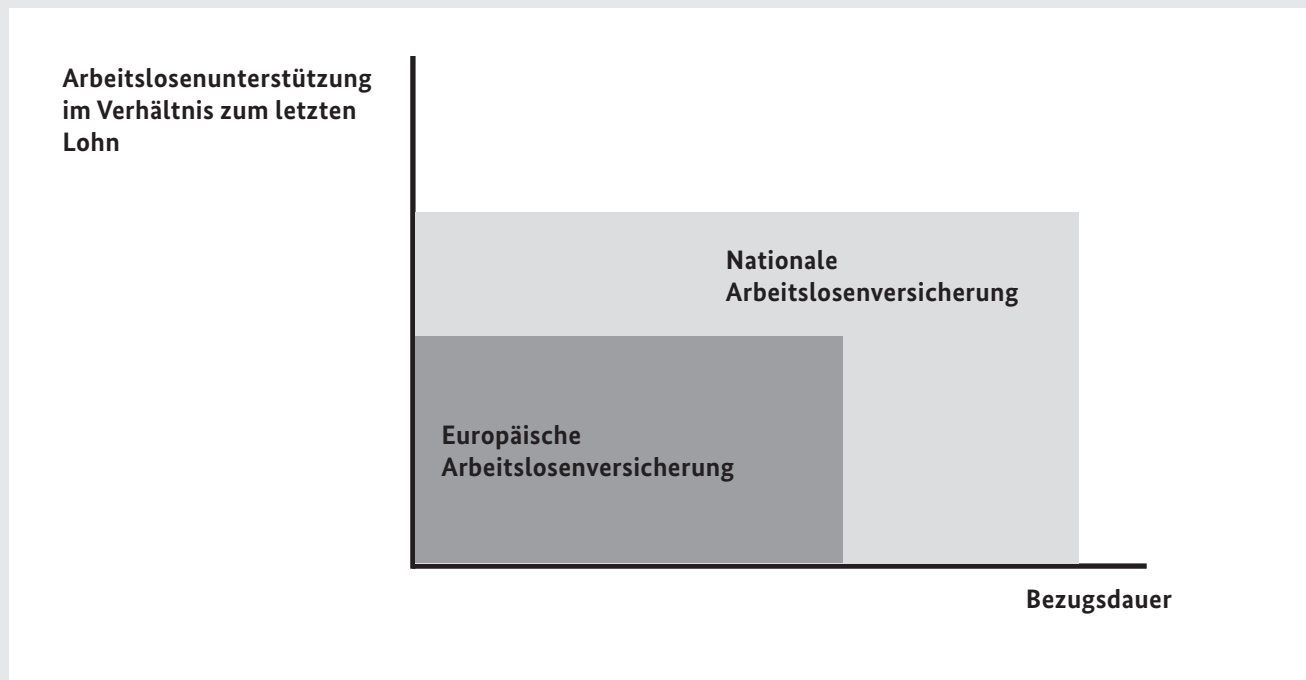 Arbeitslosenunterstützung
im Verhältnis zum letzten
Lohn
Nationale
Arbeitslosenversicherung
Europäische
Arbeitslosenversicherung
Bezugsdauer